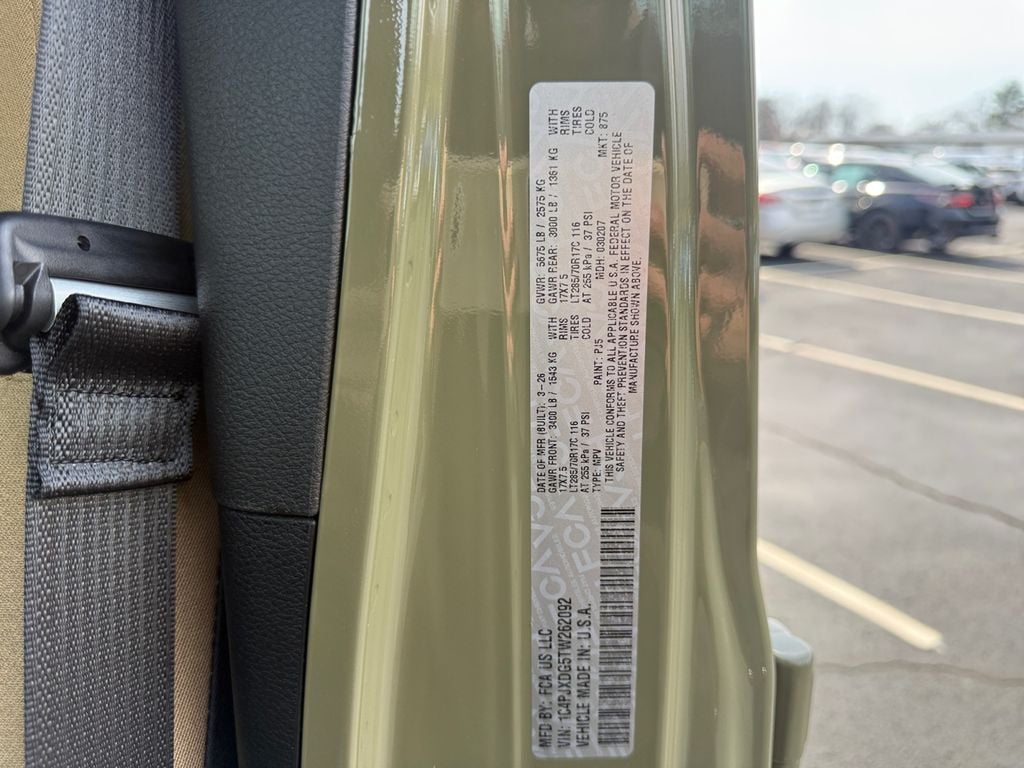 MFD BY: FCA US LLC
DATE OF MFR (BUILT): 3-26 GVWR: 5675 LB / 2575 KG
GAWR FRONT: 3400 LB / 1543 KG WITH GAWR REAR: 3000 LB / 1361 KG WITH
17X7.5 RIMS 17X7.5 RIMS
LT285/70R17C 116 TIRES LT285/70R17C 116 TIRES
AT 255 kPa / 37 PSI COLD AT 255 kPa / 37 PSI COLD
VIN: 1C4PJXDG5TW262092
TYPE: MPV PAINT: PJ5 MDH: 030207 MKT: 875
VEHICLE MADE IN: U.S.A.
THIS VEHICLE CONFORMS TO ALL APPLICABLE U.S.A. FEDERAL MOTOR VEHICLE
SAFETY AND THEFT PREVENTION STANDARDS IN EFFECT ON THE DATE OF
MANUFACTURE SHOWN ABOVE.